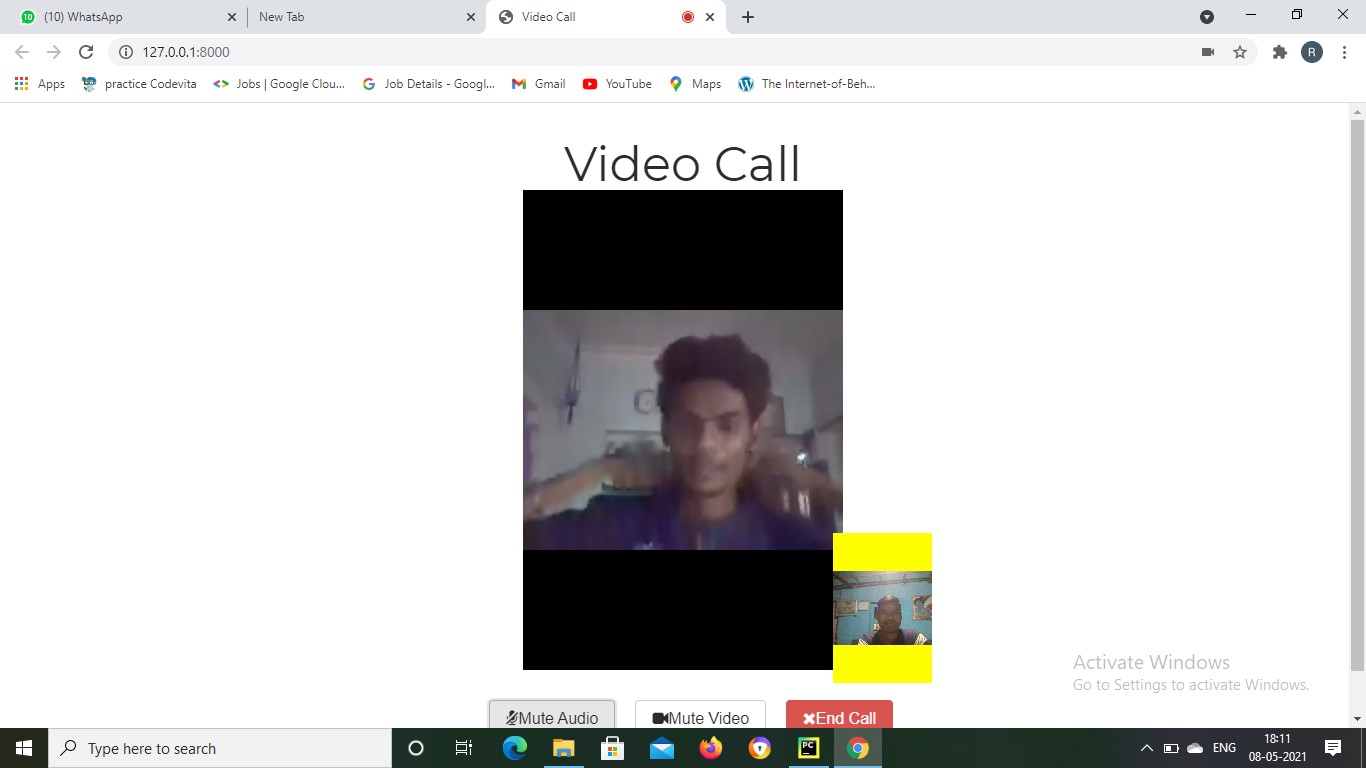 10
(10) WhatsApp
New Tab
Video Call
127.0.0.1:8000
R
Apps
practice Codevita
Jobs | Google Clou...
Job Details - Googl...
Gmail
YouTube
Maps
The Internet-of-Beh...
Video Call
Activate Windows
Go to Settings to activate Windows.
Mute Audio
Mute Video
End Call
Type here to search
PC
ENG
18:11
08-05-2021